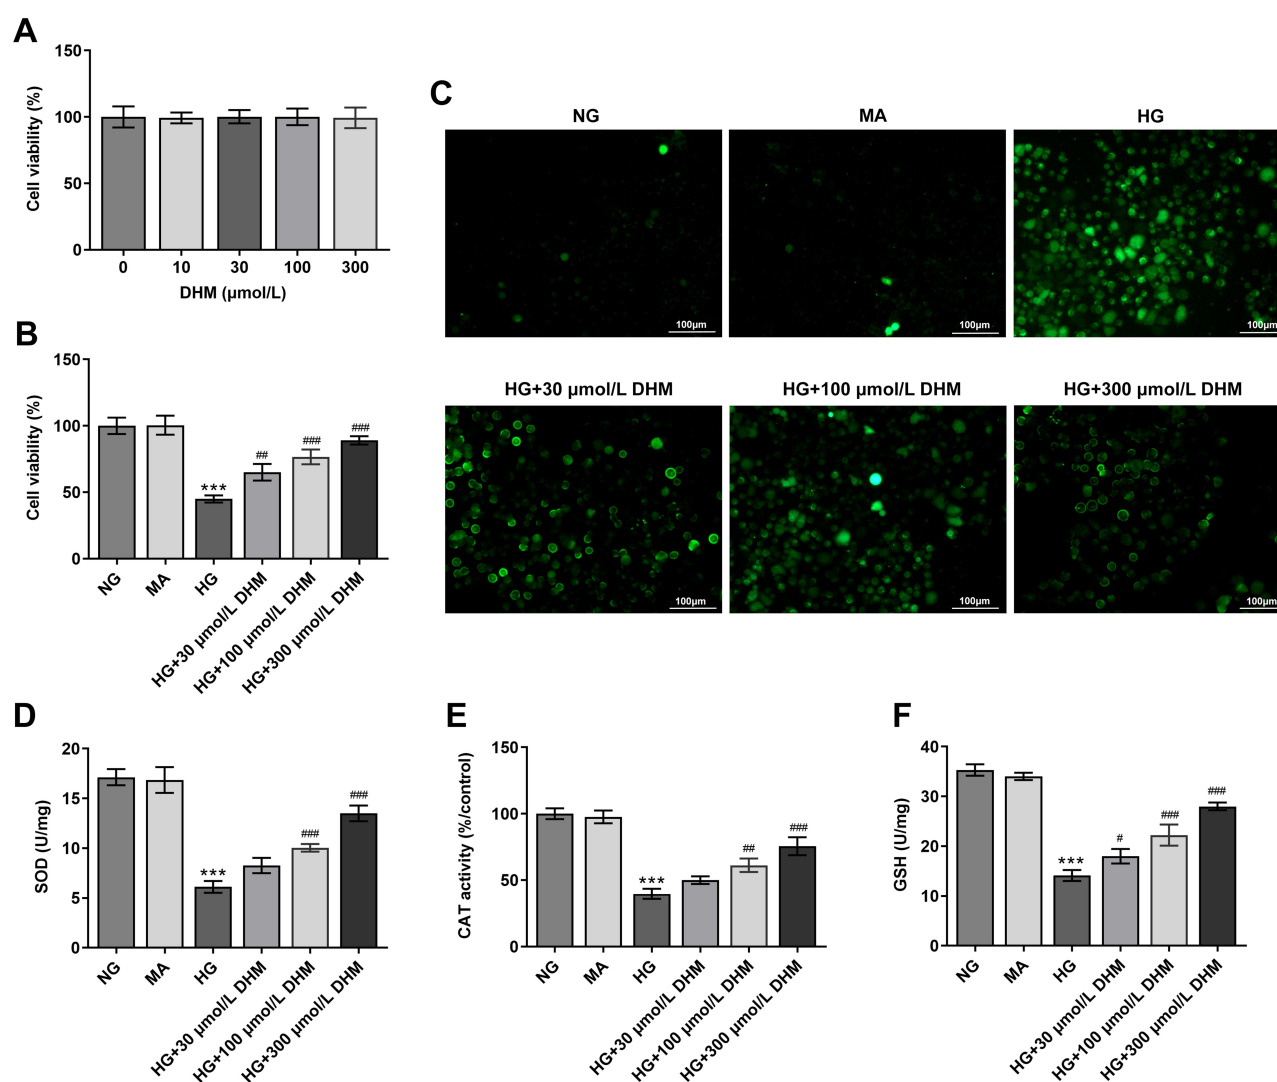 A
150
100
50
0
Cell viability (%)
0 10 30 100 300
DHM (μmol/L)
B
150
100
50
0
Cell viability (%)
***
##
###
###
NG
MA
HG
HG+30 μmol/L DHM
HG+100 μmol/L DHM
HG+300 μmol/L DHM
C
NG MA HG
100μm 100μm 100μm
HG+30 μmol/L DHM HG+100 μmol/L DHM HG+300 μmol/L DHM
100μm 100μm 100μm
D
20
15
10
5
0
SOD (U/mg)
***
###
###
NG
MA
HG
HG+30 μmol/L DHM
HG+100 μmol/L DHM
HG+300 μmol/L DHM
E
150
100
50
0
CAT activity (%/control)
***
##
###
NG
MA
HG
HG+30 μmol/L DHM
HG+100 μmol/L DHM
HG+300 μmol/L DHM
F
40
30
20
10
0
GSH (U/mg)
***
#
###
###
NG
MA
HG
HG+30 μmol/L DHM
HG+100 μmol/L DHM
HG+300 μmol/L DHM